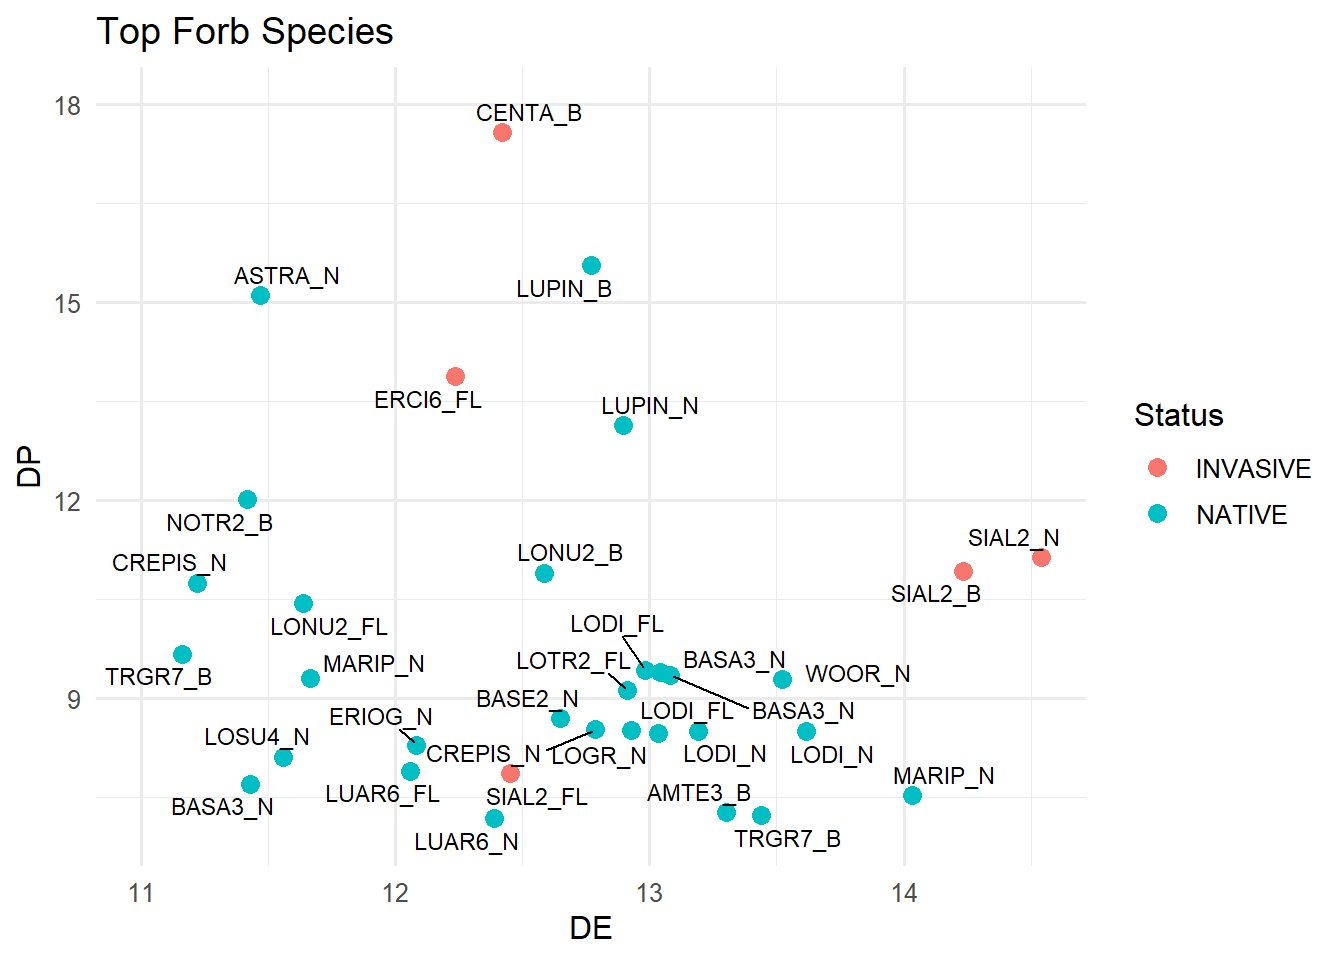 Top Forb Species
18
CENTA_B
ASTRA_N
LUPIN_B
15
ERCI6_FL
LUPIN_N
Status
INVASIVE
NATIVE
DP
12
NOTR2_B
SIAL2_N
LONU2_B
CREPIS_N
SIAL2_B
LONU2_FL
LODI_FL
TRGR7_B
MARIP_N
LOTR2_FL
BASA3_N
WOOR_N
9
BASE2_N
LODI_FL
BASA3_N
ERIOG_N
LOSU4_N
CREPIS_N
LOGR_N
LODI_N
LODI_N
MARIP_N
BASA3_N
LUAR6_FL
SIAL2_FL
AMTE3_B
LUAR6_N
TRGR7_B
11
12
13
14
DE